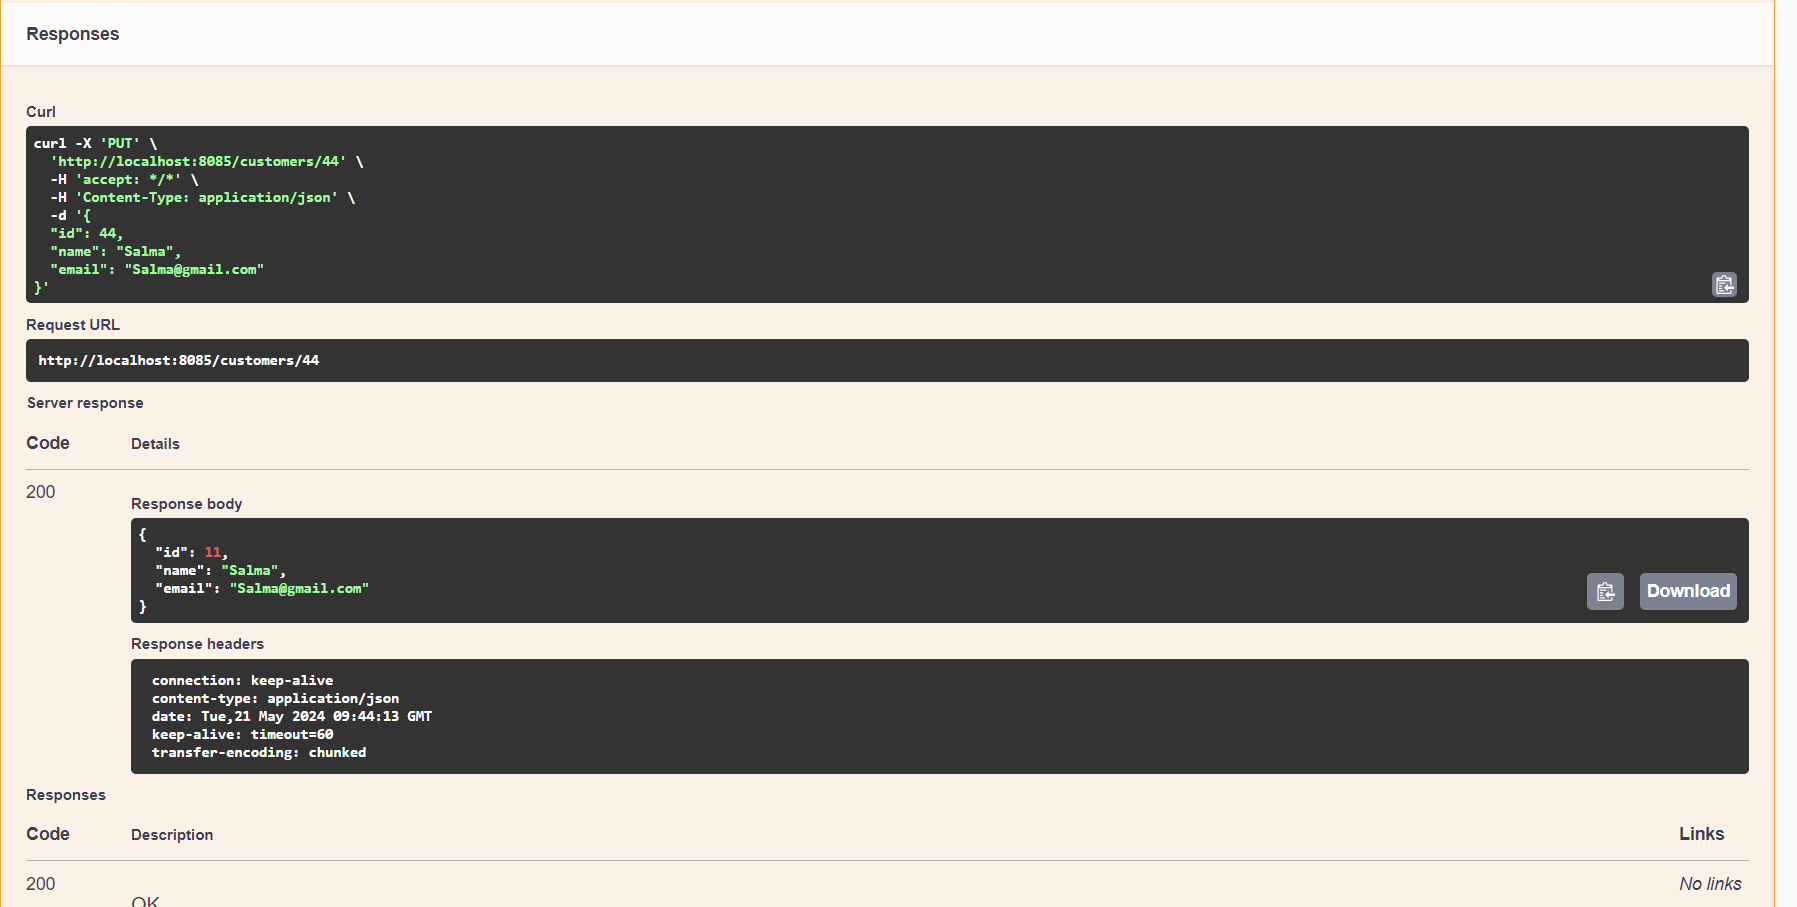 Responses
Curl
curl -X 'PUT' \
  'http://localhost:8085/customers/44' \
  -H 'accept: */*' \
  -H 'Content-Type: application/json' \
  -d '{
  "id": 44,
  "name": "Salma",
  "email": "Salma@gmail.com"
}'
Request URL
http://localhost:8085/customers/44
Server response
Code Details
200
Response body
{
  "id": 11,
  "name": "Salma",
  "email": "Salma@gmail.com"
}
Download
Response headers
connection: keep-alive
content-type: application/json
date: Tue,21 May 2024 09:44:13 GMT
keep-alive: timeout=60
transfer-encoding: chunked
Responses
Code Description Links
200 No links
OK